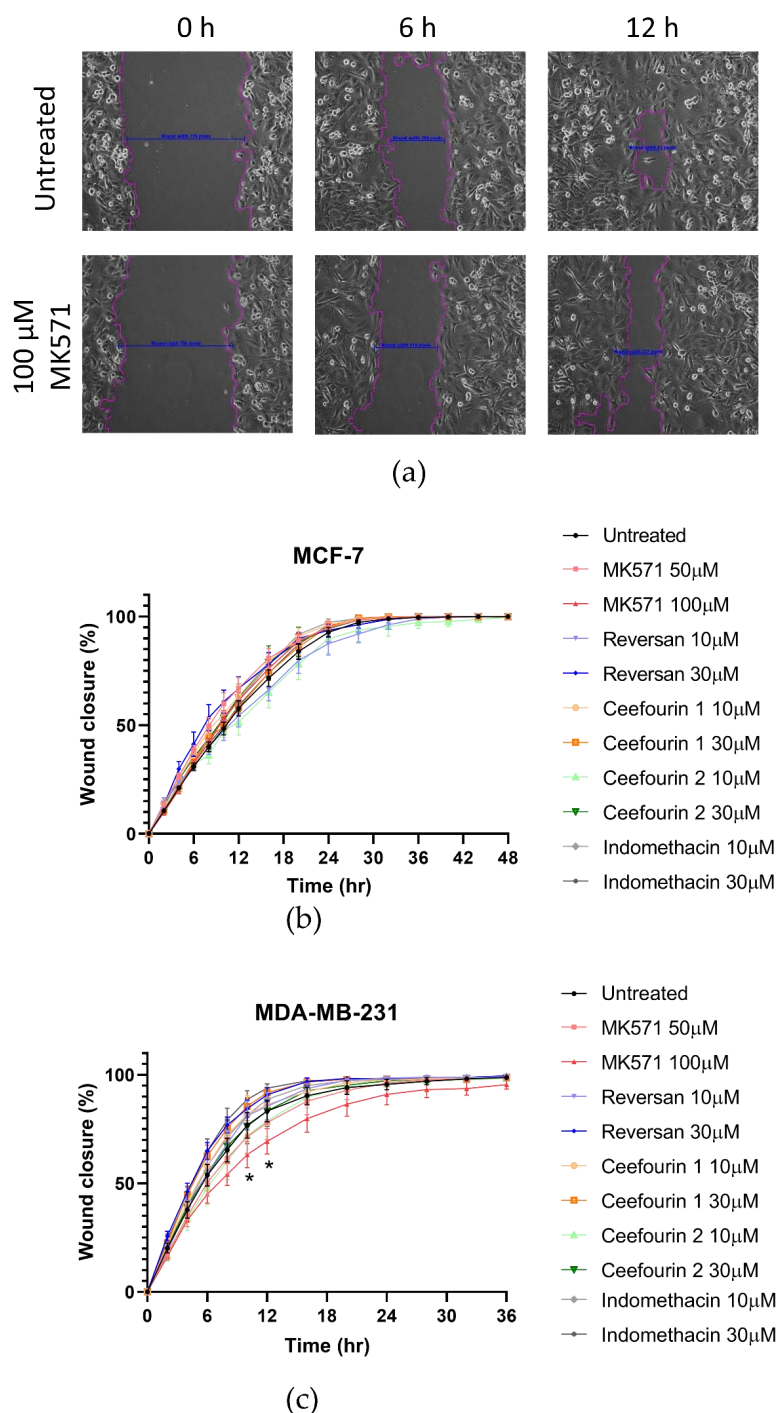 0 h
6 h
12 h
Untreated
100 μM
MK571
(a)
MCF-7
Wound closure (%)
100
50
0
0 6 12 18 24 30 36 42 48
Time (hr)
Untreated
MK571 50μM
MK571 100μM
Reversan 10μM
Reversan 30μM
Ceefourin 1 10μM
Ceefourin 1 30μM
Ceefourin 2 10μM
Ceefourin 2 30μM
Indomethacin 10μM
Indomethacin 30μM
(b)
MDA-MB-231
Wound closure (%)
100
50
0
* *
0 6 12 18 24 30 36
Time (hr)
Untreated
MK571 50μM
MK571 100μM
Reversan 10μM
Reversan 30μM
Ceefourin 1 10μM
Ceefourin 1 30μM
Ceefourin 2 10μM
Ceefourin 2 30μM
Indomethacin 10μM
Indomethacin 30μM
(c)